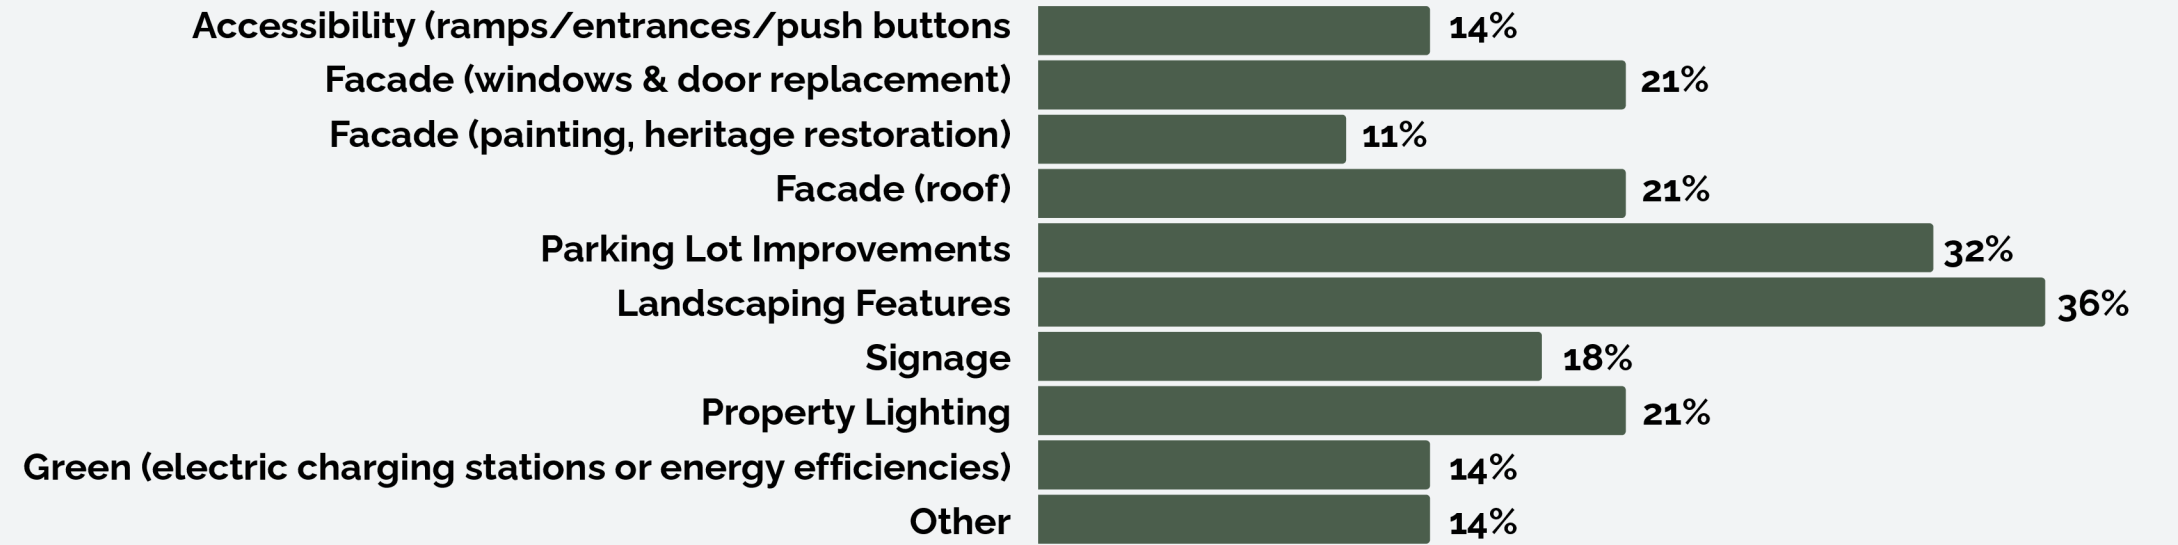 Accessibility (ramps/entrances/push buttons 14%
Facade (windows & door replacement) 21%
Facade (painting, heritage restoration) 11%
Facade (roof) 21%
Parking Lot Improvements 32%
Landscaping Features 36%
Signage 18%
Property Lighting 21%
Green (electric charging stations or energy efficiencies) 14%
Other 14%